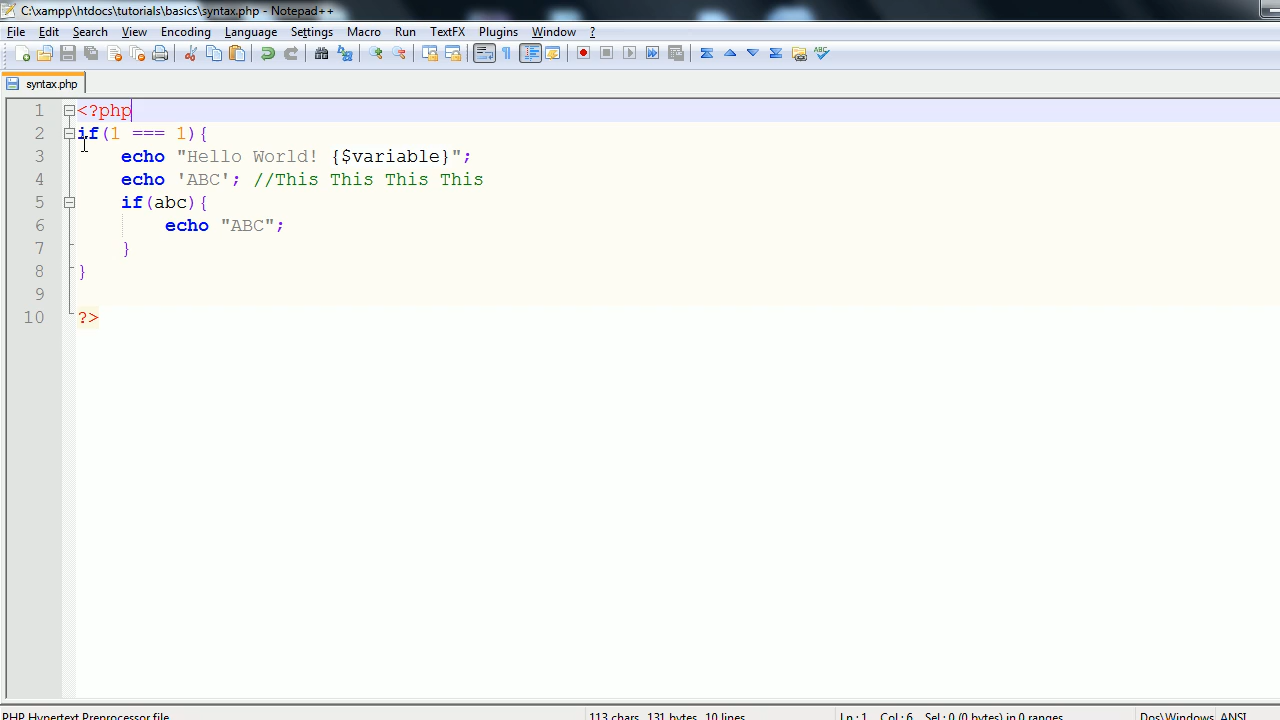 C:\xampp\htdocs\tutorials\basics\syntax.php - Notepad++
File Edit Search View Encoding Language Settings Macro Run TextFX Plugins Window ?
syntax.php
1 <?php
2 if(1 === 1){
3 echo "Hello World! {$variable}";
4 echo 'ABC'; //This This This This
5 if(abc){
6 echo "ABC";
7 }
8 }
9
10 ?>
PHP Hypertext Preprocessor file 113 chars 131 bytes 10 lines Ln : 1 Col : 6 Sel : 0 (0 bytes) in 0 ranges Dos\Windows ANSI